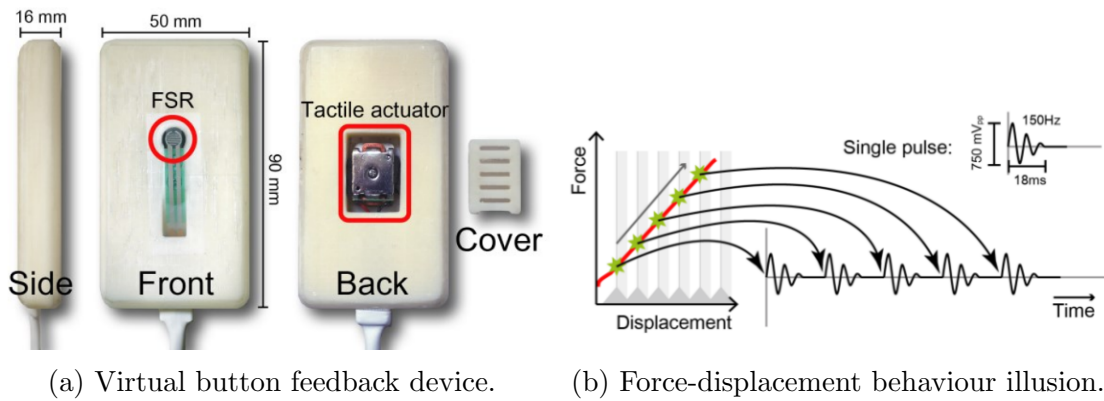 16 mm
50 mm
FSR
90 mm
Side
Front
Tactile actuator
Back
Cover
Force
Displacement
Single pulse:
750 mVpp
150Hz
18ms
Time
(a) Virtual button feedback device.
(b) Force-displacement behaviour illusion.